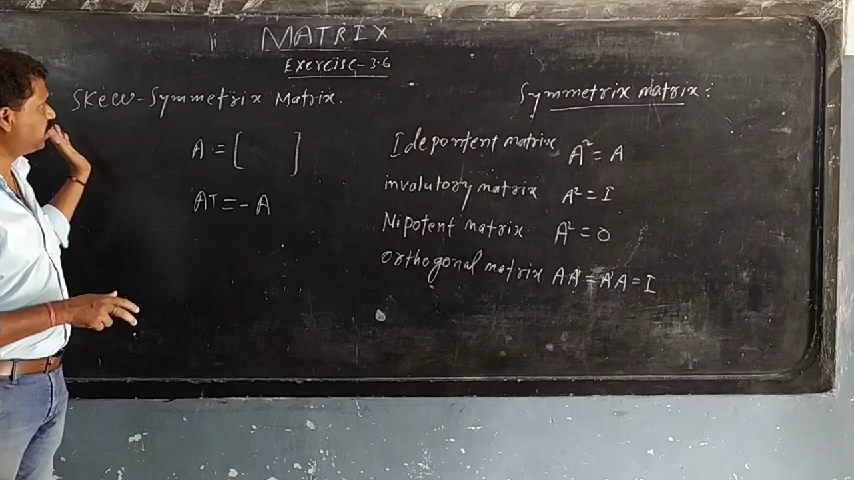 MATRIX
Exercise-3.6
Skew-Symmetrix Matrix.
A = [ ]
AT = - A
Symmetrix matrix:
Idepontent matrix A² = A
involutory matrix A² = I
Nipotent matrix A² = 0
orthogonal matrix AA' = A'A = I